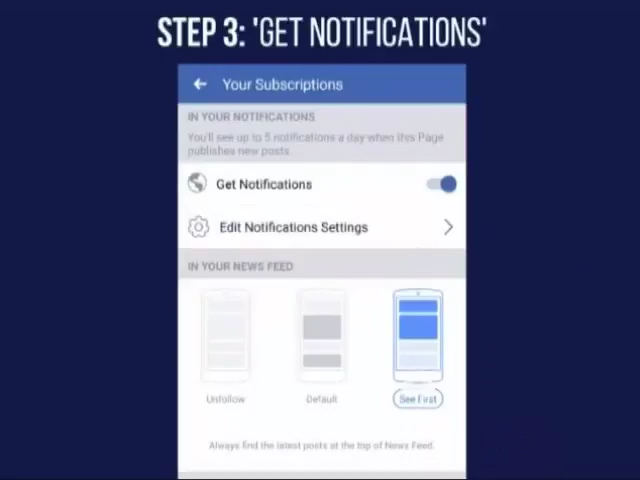 STEP 3: 'GET NOTIFICATIONS'
Your Subscriptions
IN YOUR NOTIFICATIONS
You'll see up to 5 notifications a day when this Page
publishes new posts.
Get Notifications
Edit Notifications Settings
IN YOUR NEWS FEED
Unfollow Default See First
Always find the latest posts at the top of News Feed.